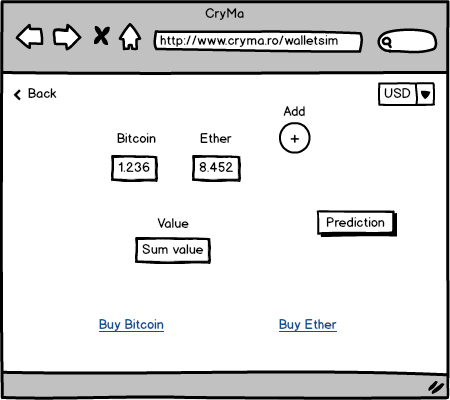 CryMa
http://www.cryma.ro/walletsim
Back
USD
Add
Bitcoin Ether
+
1.236 8.452
Value
Prediction
Sum value
Buy Bitcoin Buy Ether